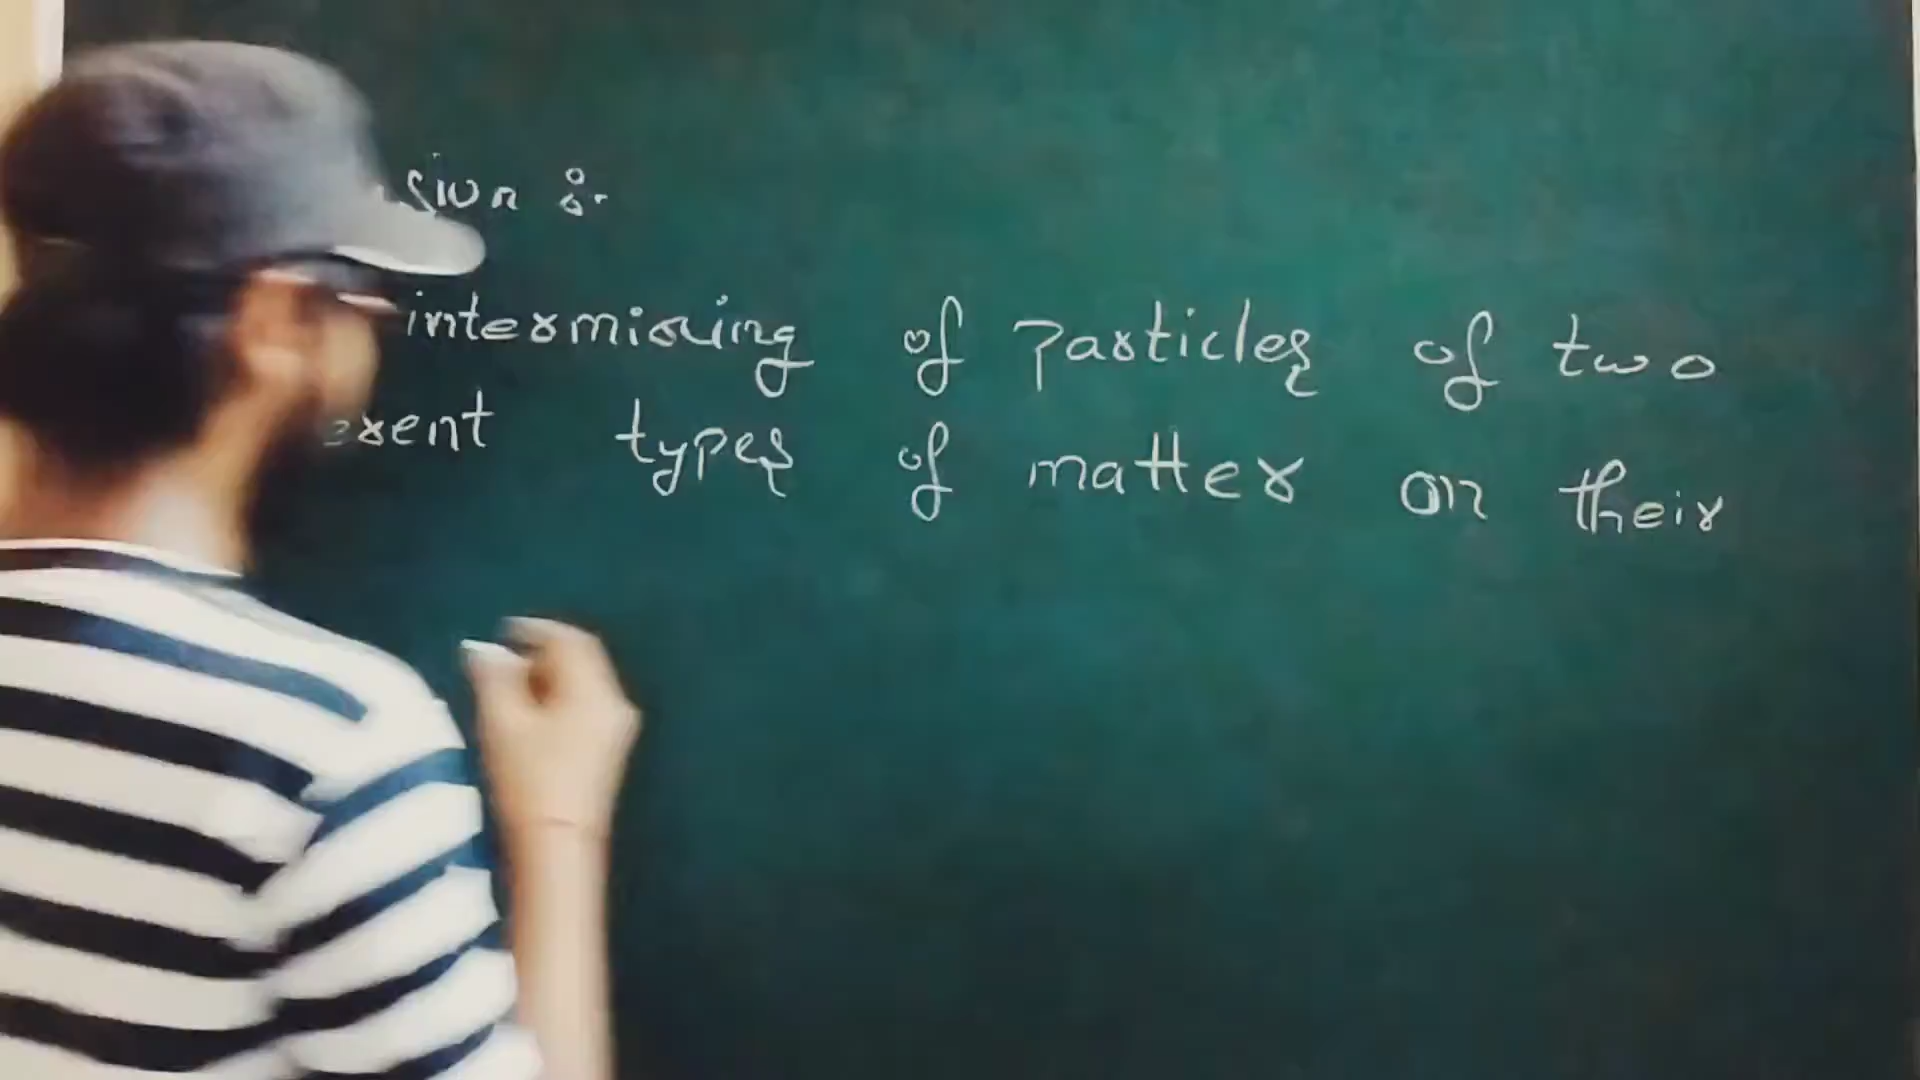 sion :-
intermixing of particles of two
erent types of matter on their